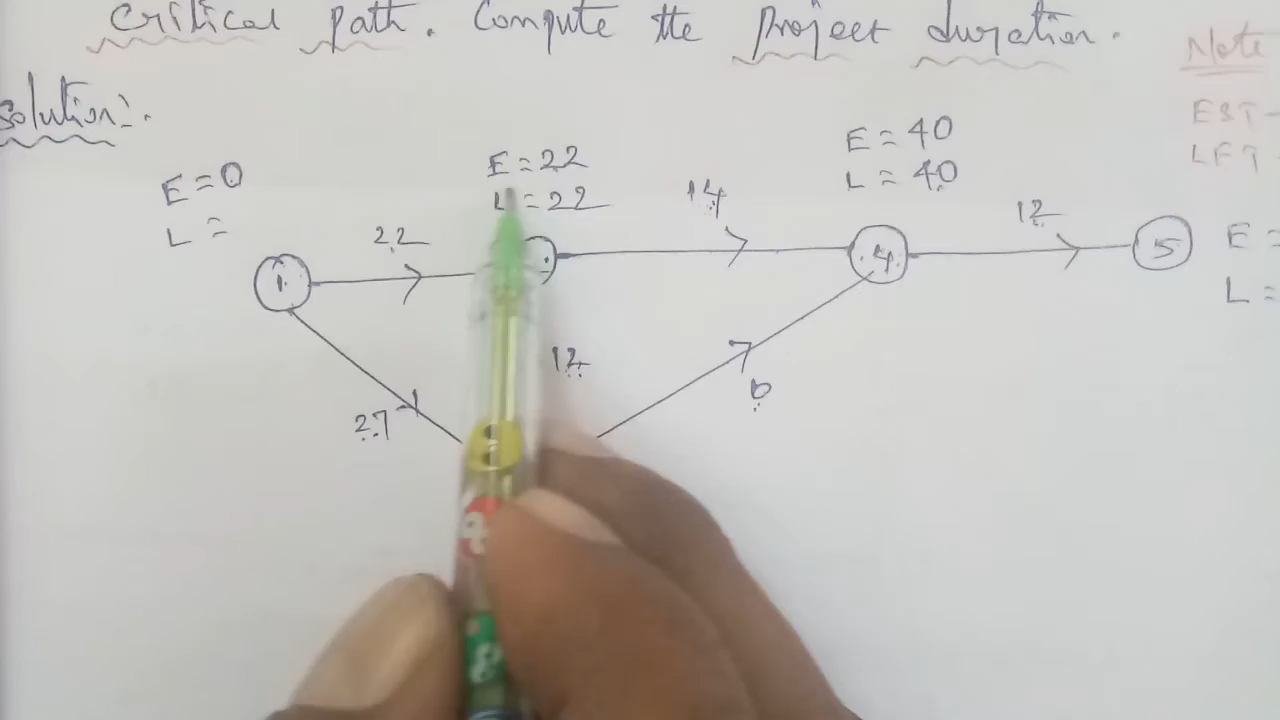 Critical path. Compute the project duration.
Note
Solution:
EST-
LFT-
E = 0
L =
E = 22
L = 22
E = 40
L = 40
E =
L =
22
14
12
1
4
5
27
12
6